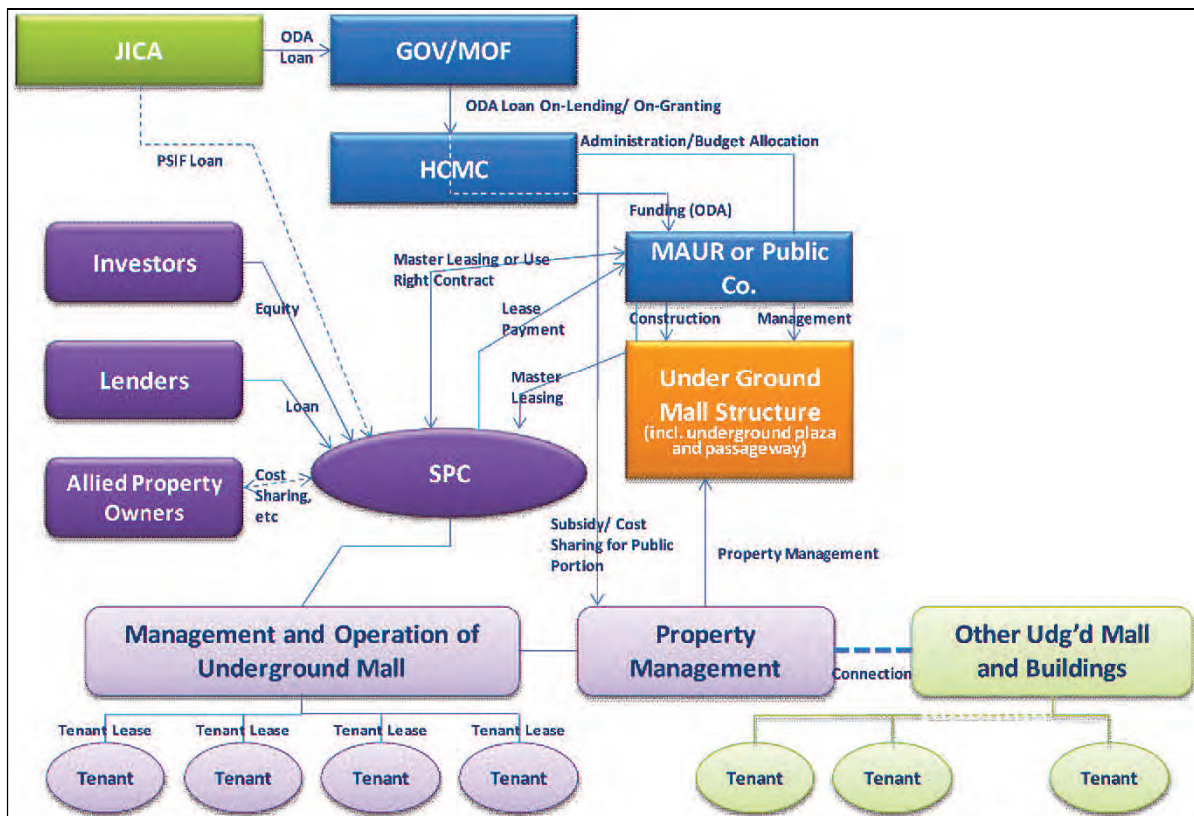 JICA
ODA
Loan
GOV/MOF
ODA Loan On-Lending/ On-Granting
PSIF Loan
HCMC
Administration/Budget Allocation
Funding (ODA)
Investors
Equity
Master Leasing or Use
Right Contract
MAUR or Public
Co.
Lease
Payment
Construction
Management
Lenders
Loan
Master
Leasing
Under Ground
Mall Structure
(incl. underground plaza
and passageway)
Allied Property
Owners
Cost
Sharing,
etc
SPC
Subsidy/ Cost
Sharing for Public
Portion
Property Management
Management and Operation of
Underground Mall
Property
Management
Connection
Other Udg'd Mall
and Buildings
Tenant Lease
Tenant Lease
Tenant Lease
Tenant Lease
Tenant
Tenant
Tenant
Tenant
Tenant
Tenant
Tenant